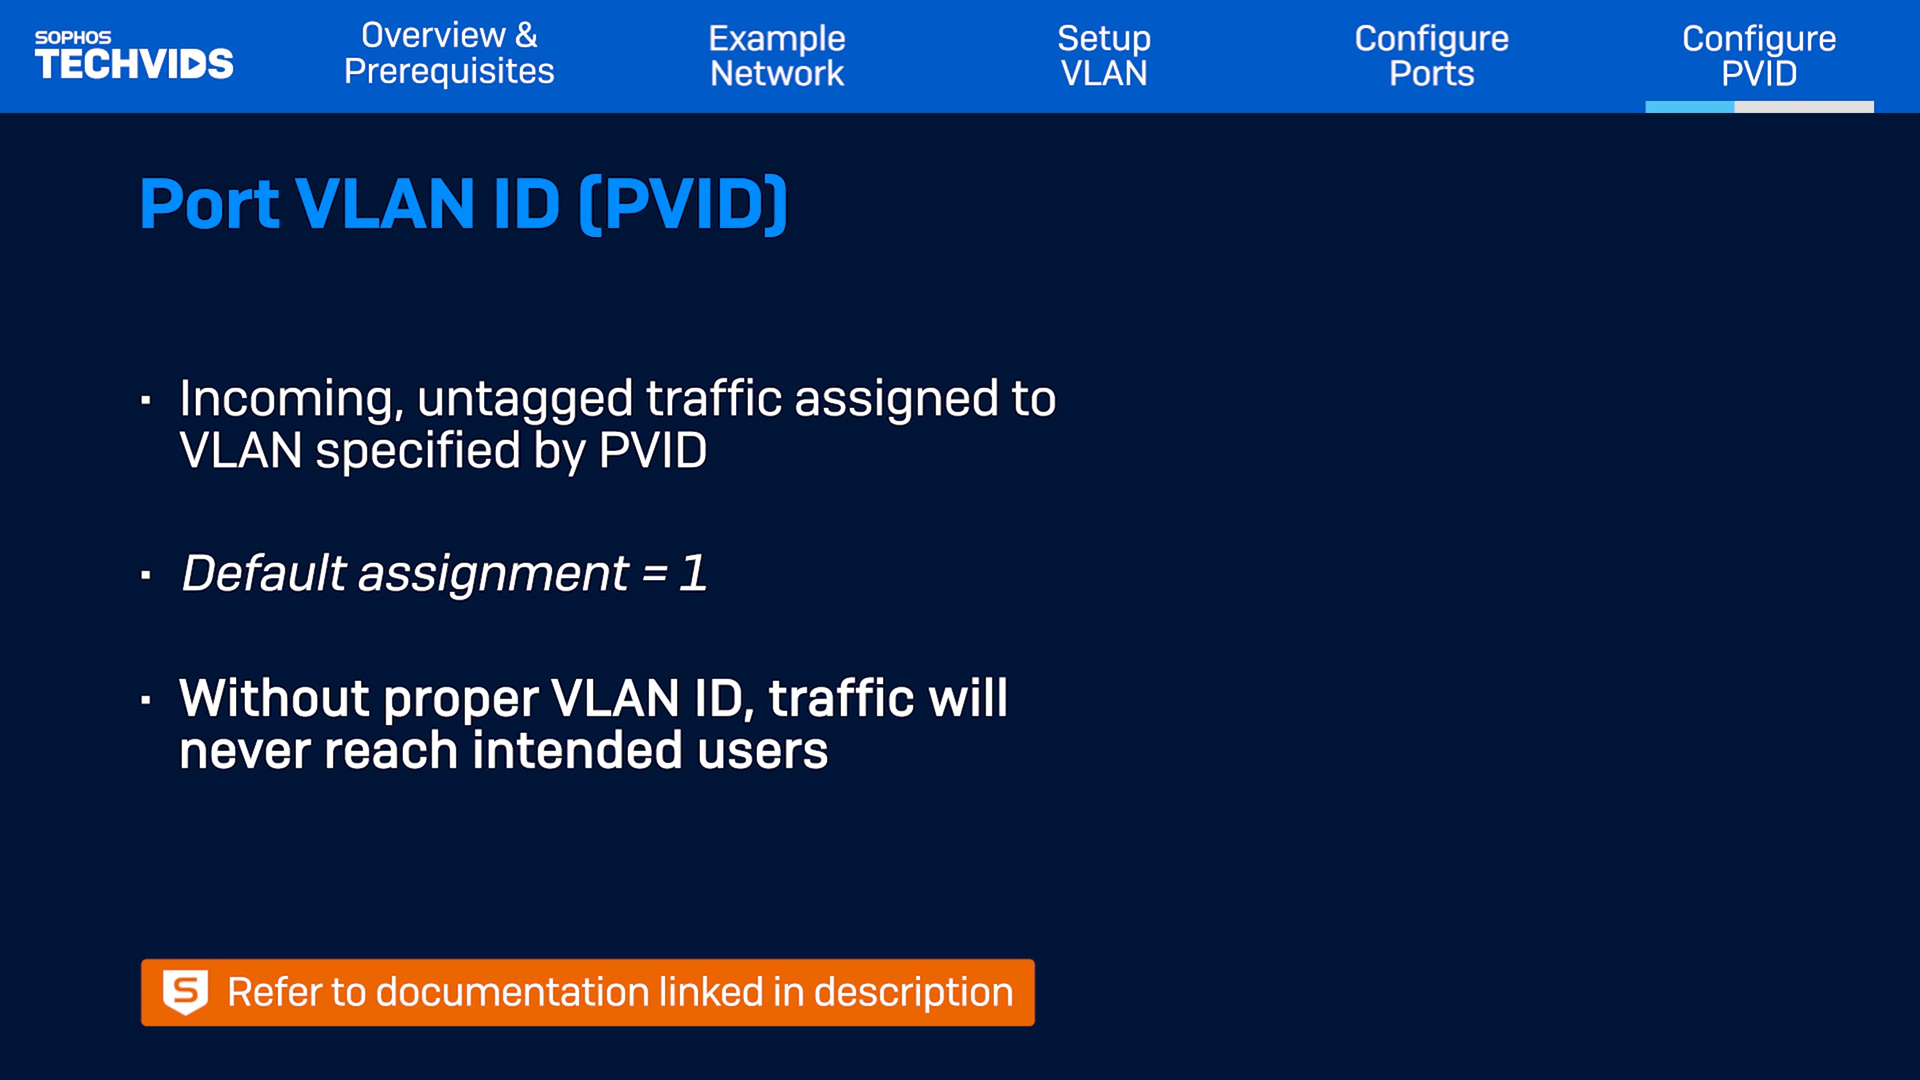 SOPHOS
TECHVIDS
Overview &
Prerequisites
Example
Network
Setup
VLAN
Configure
Ports
Configure
PVID
Port VLAN ID (PVID)
▪ Incoming, untagged traffic assigned to
VLAN specified by PVID
▪ Default assignment = 1
▪ Without proper VLAN ID, traffic will
never reach intended users
S Refer to documentation linked in description